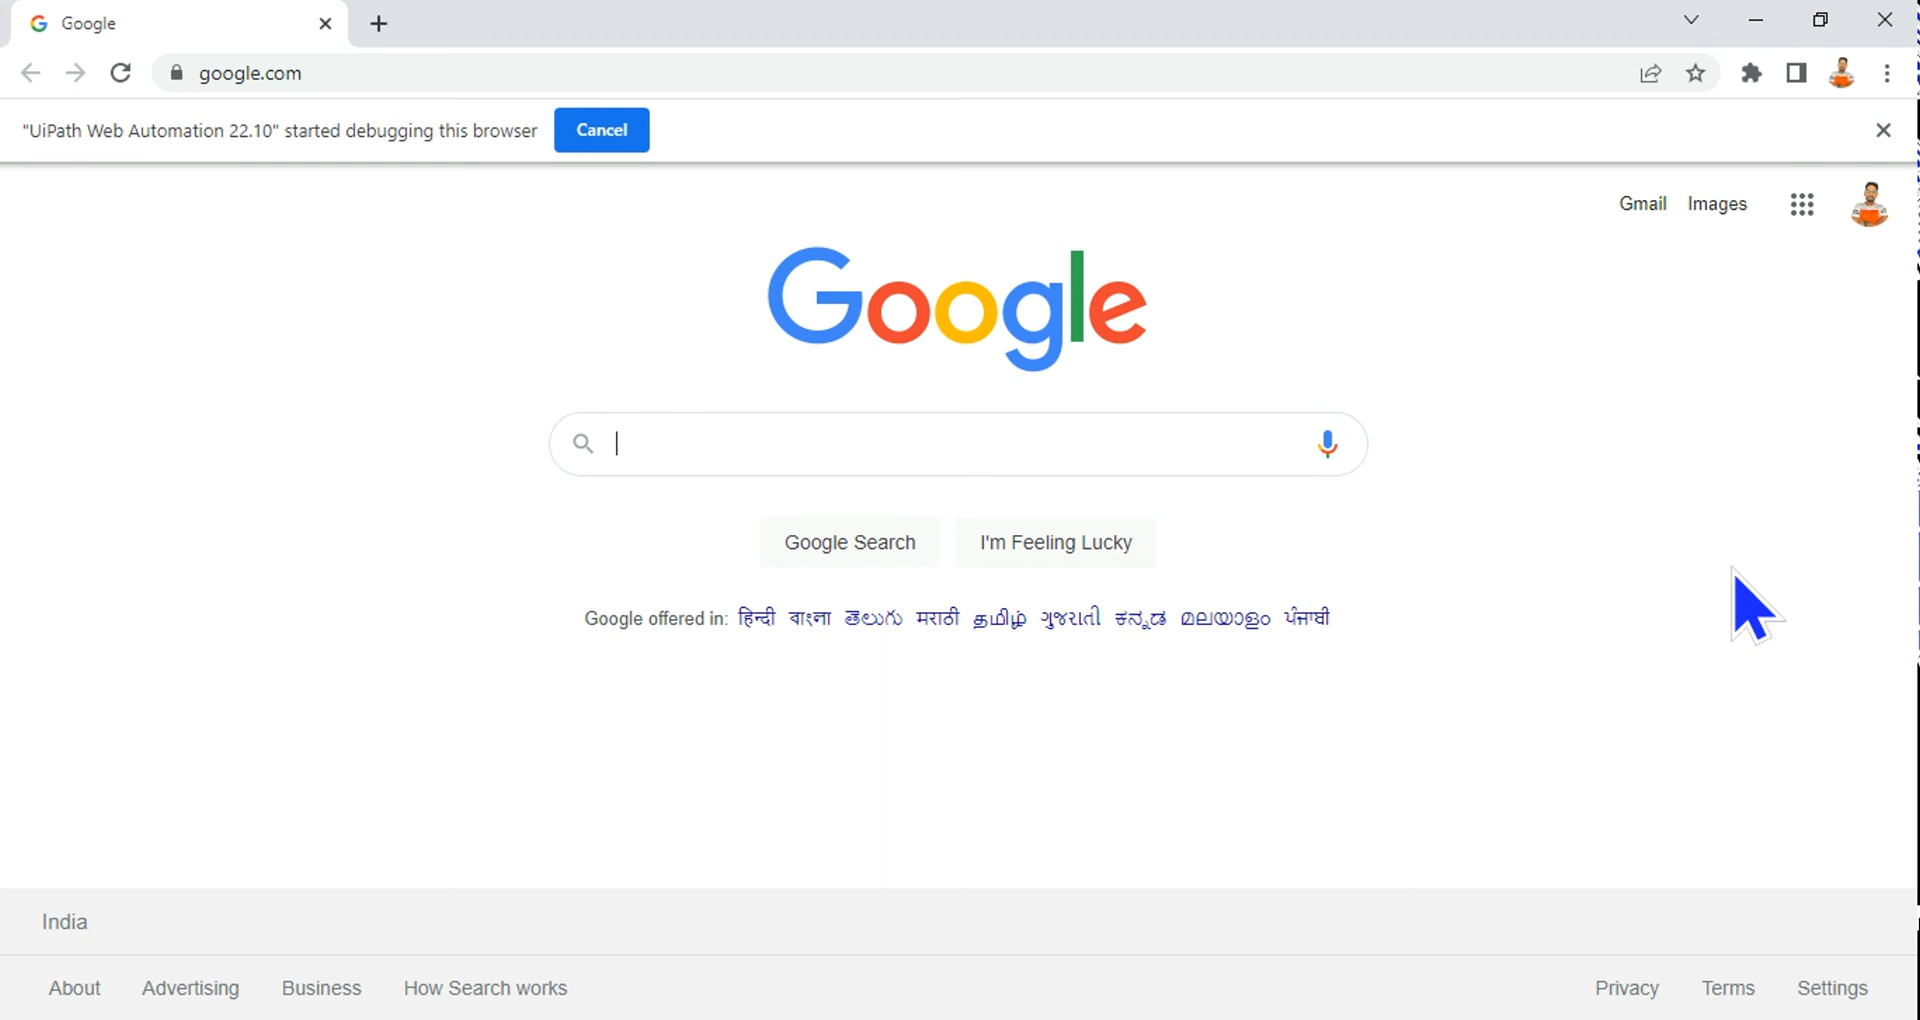 Google
google.com
"UiPath Web Automation 22.10" started debugging this browser Cancel
Gmail Images
Google
Google Search I'm Feeling Lucky
Google offered in: हिन्दी বাংলা తెలుగు मराठी தமிழ் ગુજરાતી ಕನ್ನಡ മലയാളം ਪੰਜਾਬੀ
India
About Advertising Business How Search works Privacy Terms Settings